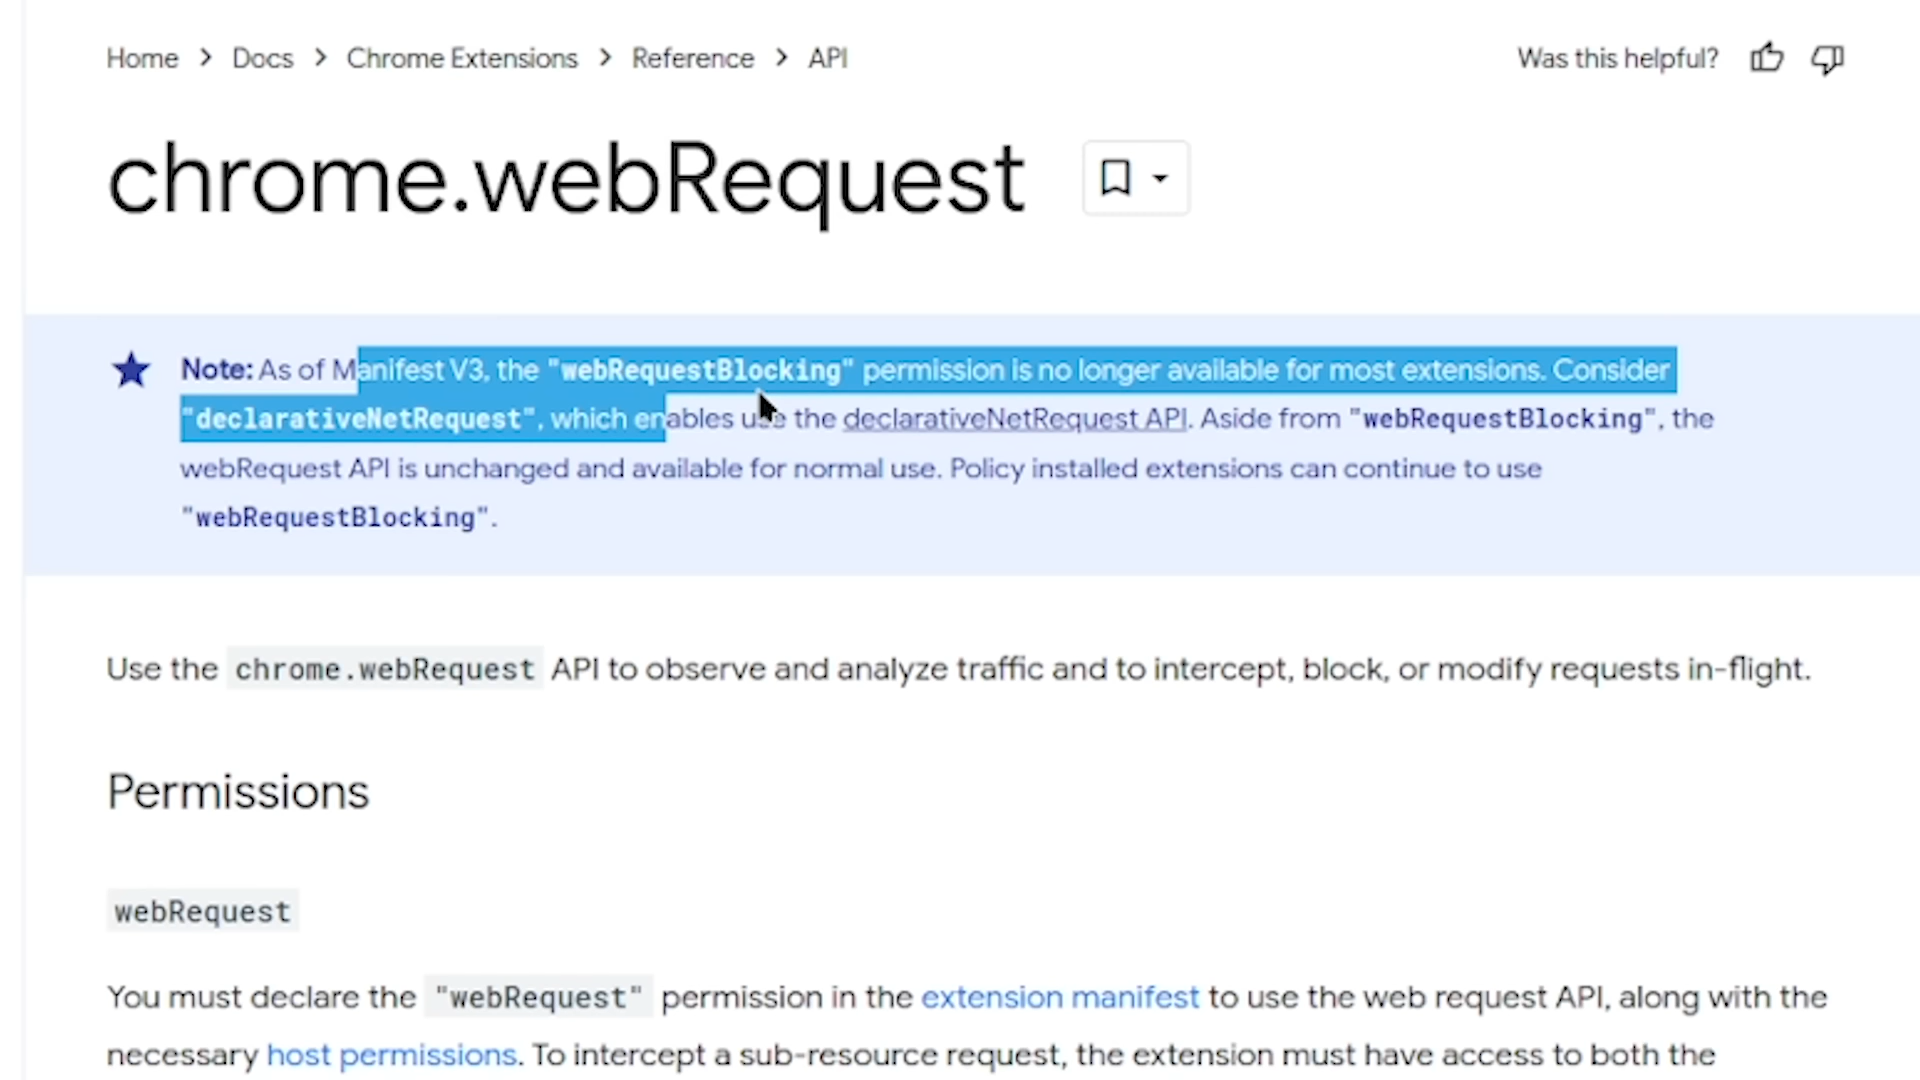 Home > Docs > Chrome Extensions > Reference > API
Was this helpful?
chrome.webRequest
Note: As of Manifest V3, the "webRequestBlocking" permission is no longer available for most extensions. Consider
"declarativeNetRequest", which enables use the declarativeNetRequest API. Aside from "webRequestBlocking", the
webRequest API is unchanged and available for normal use. Policy installed extensions can continue to use
"webRequestBlocking".
Use the chrome.webRequest API to observe and analyze traffic and to intercept, block, or modify requests in-flight.
Permissions
webRequest
You must declare the "webRequest" permission in the extension manifest to use the web request API, along with the
necessary host permissions. To intercept a sub-resource request, the extension must have access to both the